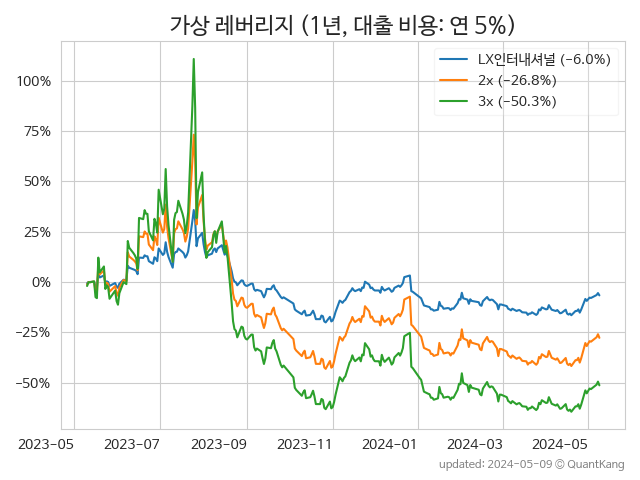 가상 레버리지 (1년, 대출 비용: 연 5%)
LX인터내셔널 (−6.0%)
2x (−26.8%)
3x (−50.3%)
100%
75%
50%
25%
0%
−25%
−50%
2023-05 2023-07 2023-09 2023-11 2024-01 2024-03 2024-05
updated: 2024-05-09 © QuantKang